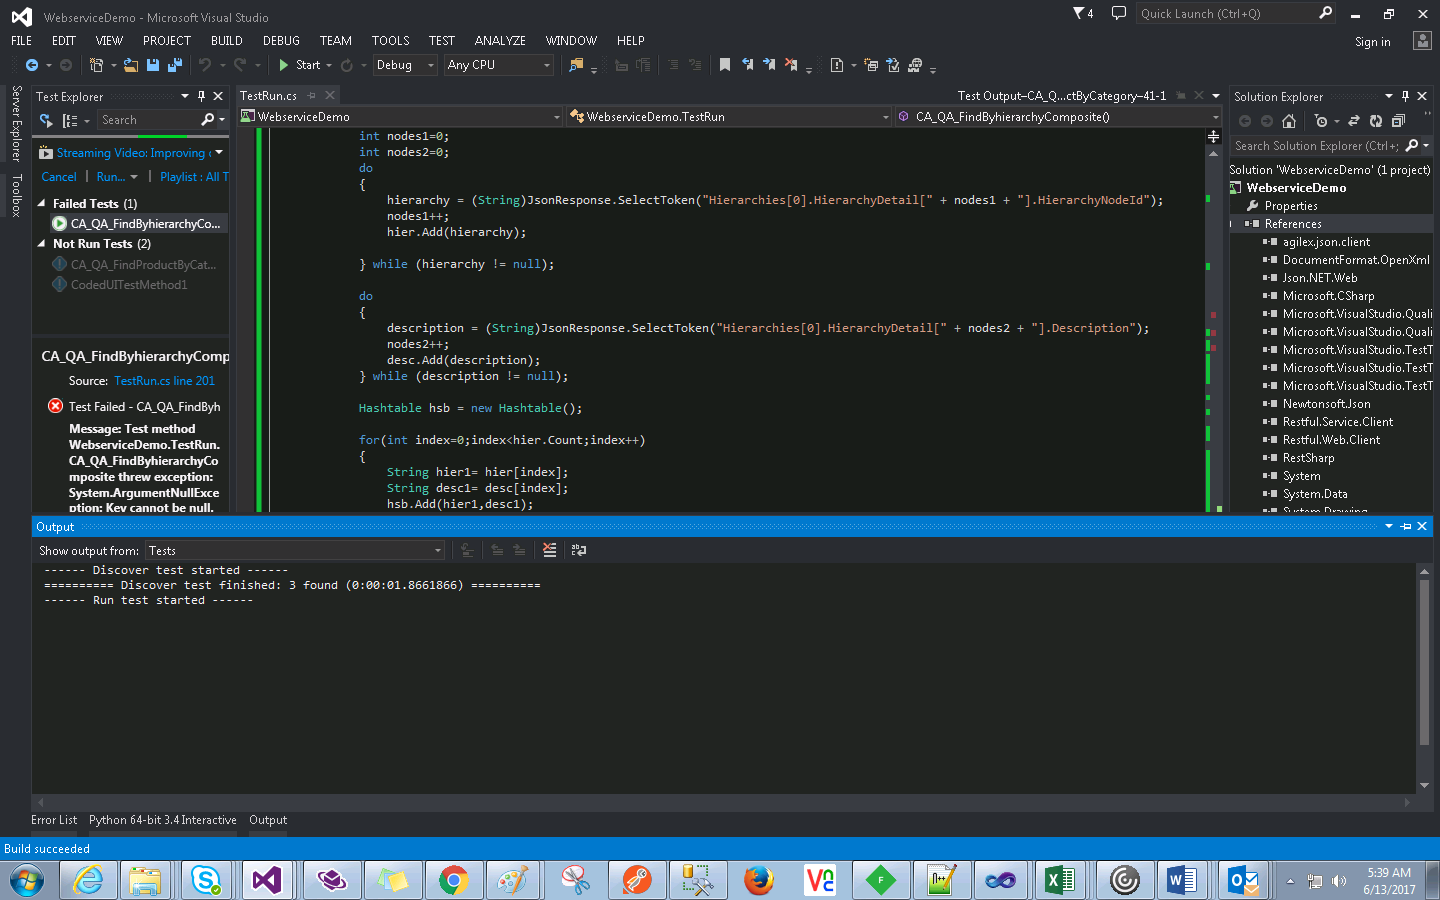 WebserviceDemo - Microsoft Visual Studio
4
Quick Launch (Ctrl+Q)
FILE EDIT VIEW PROJECT BUILD DEBUG TEAM TOOLS TEST ANALYZE WINDOW HELP
Sign in
Start
Debug
Any CPU
Server Explorer
Toolbox
Test Explorer
Search
Streaming Video: Improving c
Cancel | Run... | Playlist : All T
Failed Tests (1)
CA_QA_FindByhierarchyCo...
Not Run Tests (2)
CA_QA_FindProductByCat...
CodedUITestMethod1
CA_QA_FindByhierarchyComp
Source: TestRun.cs line 201
Test Failed - CA_QA_FindByh
Message: Test method
WebserviceDemo.TestRun.
CA_QA_FindByhierarchyCo
mposite threw exception:
System.ArgumentNullExce
ption: Key cannot be null.
TestRun.cs
Test Output—CA_Q...ctByCategory—41-1
WebserviceDemo
WebserviceDemo.TestRun
CA_QA_FindByhierarchyComposite()
int nodes1=0;
int nodes2=0;
do
{
hierarchy = (String)JsonResponse.SelectToken("Hierarchies[0].HierarchyDetail[" + nodes1 + "].HierarchyNodeId");
nodes1++;
hier.Add(hierarchy);
} while (hierarchy != null);
do
{
description = (String)JsonResponse.SelectToken("Hierarchies[0].HierarchyDetail[" + nodes2 + "].Description");
nodes2++;
desc.Add(description);
} while (description != null);
Hashtable hsb = new Hashtable();
for(int index=0;index<hier.Count;index++)
{
String hier1= hier[index];
String desc1= desc[index];
hsb.Add(hier1,desc1);
Solution Explorer
Search Solution Explorer (Ctrl+;
Solution 'WebserviceDemo' (1 project)
WebserviceDemo
Properties
References
agilex.json.client
DocumentFormat.OpenXml
Json.NET.Web
Microsoft.CSharp
Microsoft.VisualStudio.Quali
Microsoft.VisualStudio.Quali
Microsoft.VisualStudio.TestT
Microsoft.VisualStudio.TestT
Microsoft.VisualStudio.TestT
Newtonsoft.Json
Restful.Service.Client
Restful.Web.Client
RestSharp
System
System.Data
System.Drawing
Output
Show output from: Tests
------ Discover test started ------
========== Discover test finished: 3 found (0:00:01.8661866) ==========
------ Run test started ------
Error List Python 64-bit 3.4 Interactive Output
Build succeeded
5:39 AM
6/13/2017